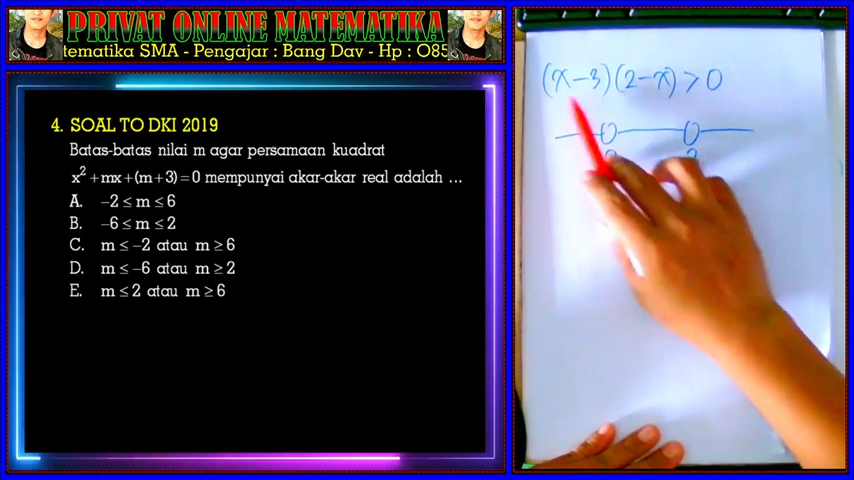 PRIVAT ONLINE MATEMATIKA
tematika SMA - Pengajar : Bang Dav - Hp : O85
4. SOAL TO DKI 2019
Batas-batas nilai m agar persamaan kuadrat
x²+mx+(m+3)=0 mempunyai akar-akar real adalah ...
A. −2 ≤ m ≤ 6
B. −6 ≤ m ≤ 2
C. m ≤ −2 atau m ≥ 6
D. m ≤ −6 atau m ≥ 2
E. m ≤ 2 atau m ≥ 6
(x−3)(2−x) > 0